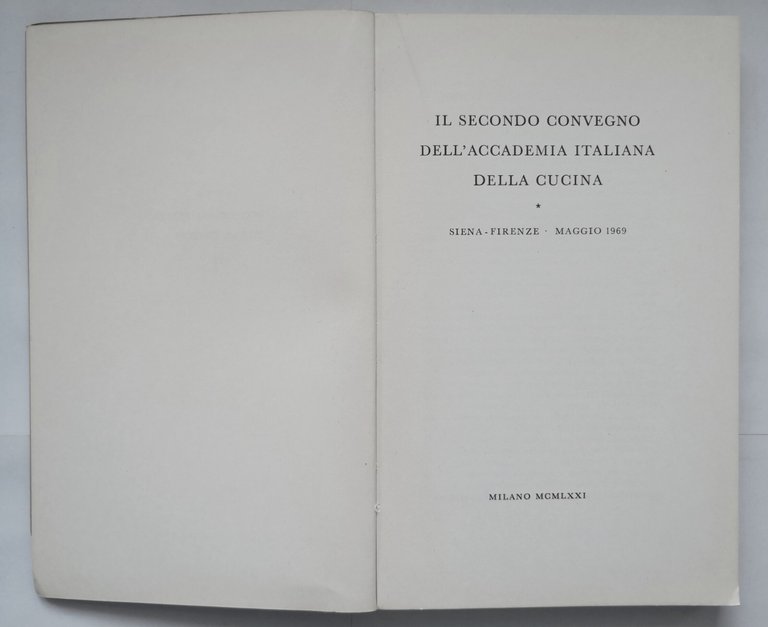 IL SECONDO CONVEGNO
DELL'ACCADEMIA ITALIANA
DELLA CUCINA
★
SIENA - FIRENZE · MAGGIO 1969
MILANO MCMLXXI